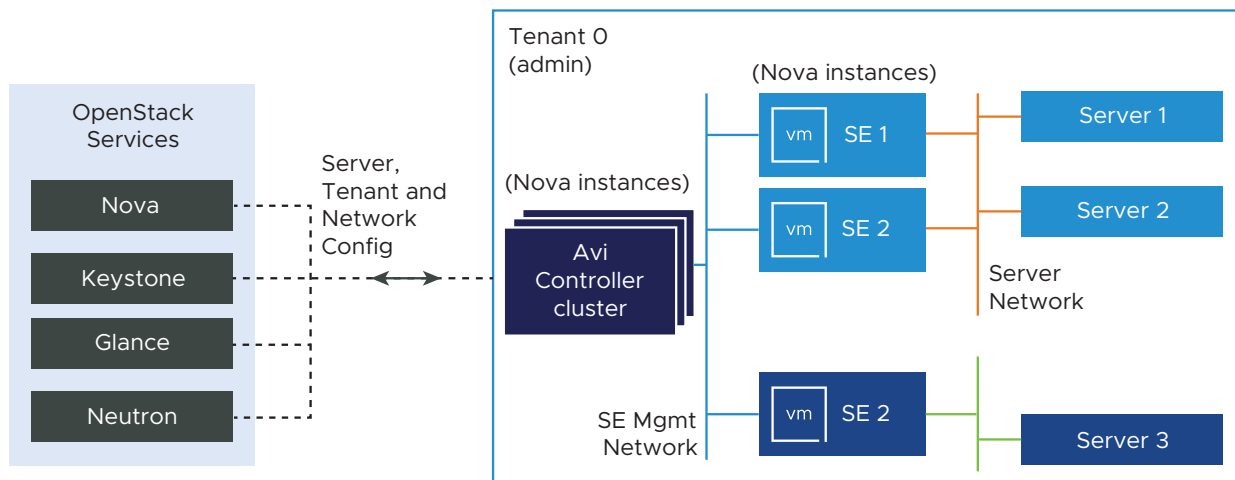 OpenStack
Services
Nova
Keystone
Glance
Neutron
Server,
Tenant and
Network
Config
Tenant 0
(admin)
(Nova instances)
Avi
Controller
cluster
SE Mgmt
Network
(Nova instances)
vm
SE 1
vm
SE 2
vm
SE 2
Server 1
Server 2
Server
Network
Server 3